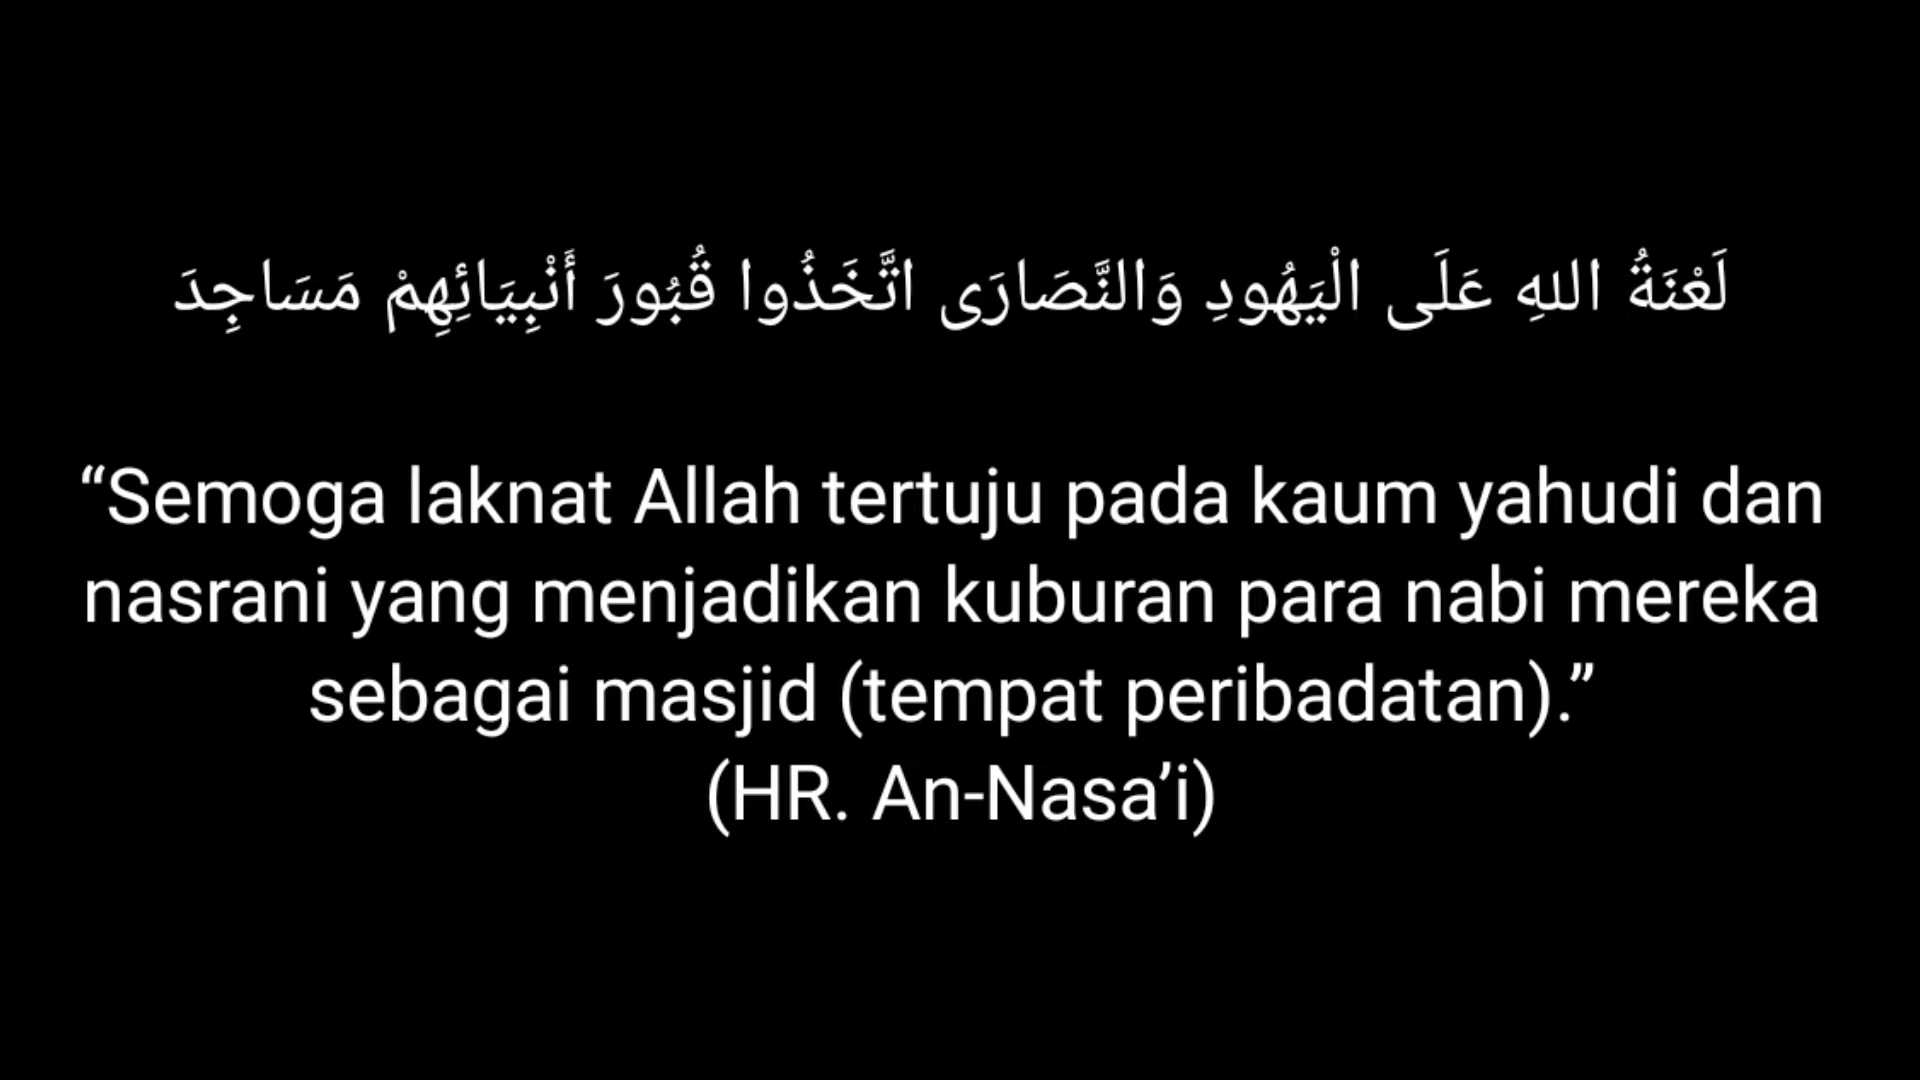 لَعْنَةُ اللهِ عَلَى الْيَهُودِ وَالنَّصَارَى اتَّخَذُوا قُبُورَ أَنْبِيَائِهِمْ مَسَاجِدَ
“Semoga laknat Allah tertuju pada kaum yahudi dan
nasrani yang menjadikan kuburan para nabi mereka
sebagai masjid (tempat peribadatan).”
(HR. An-Nasa’i)